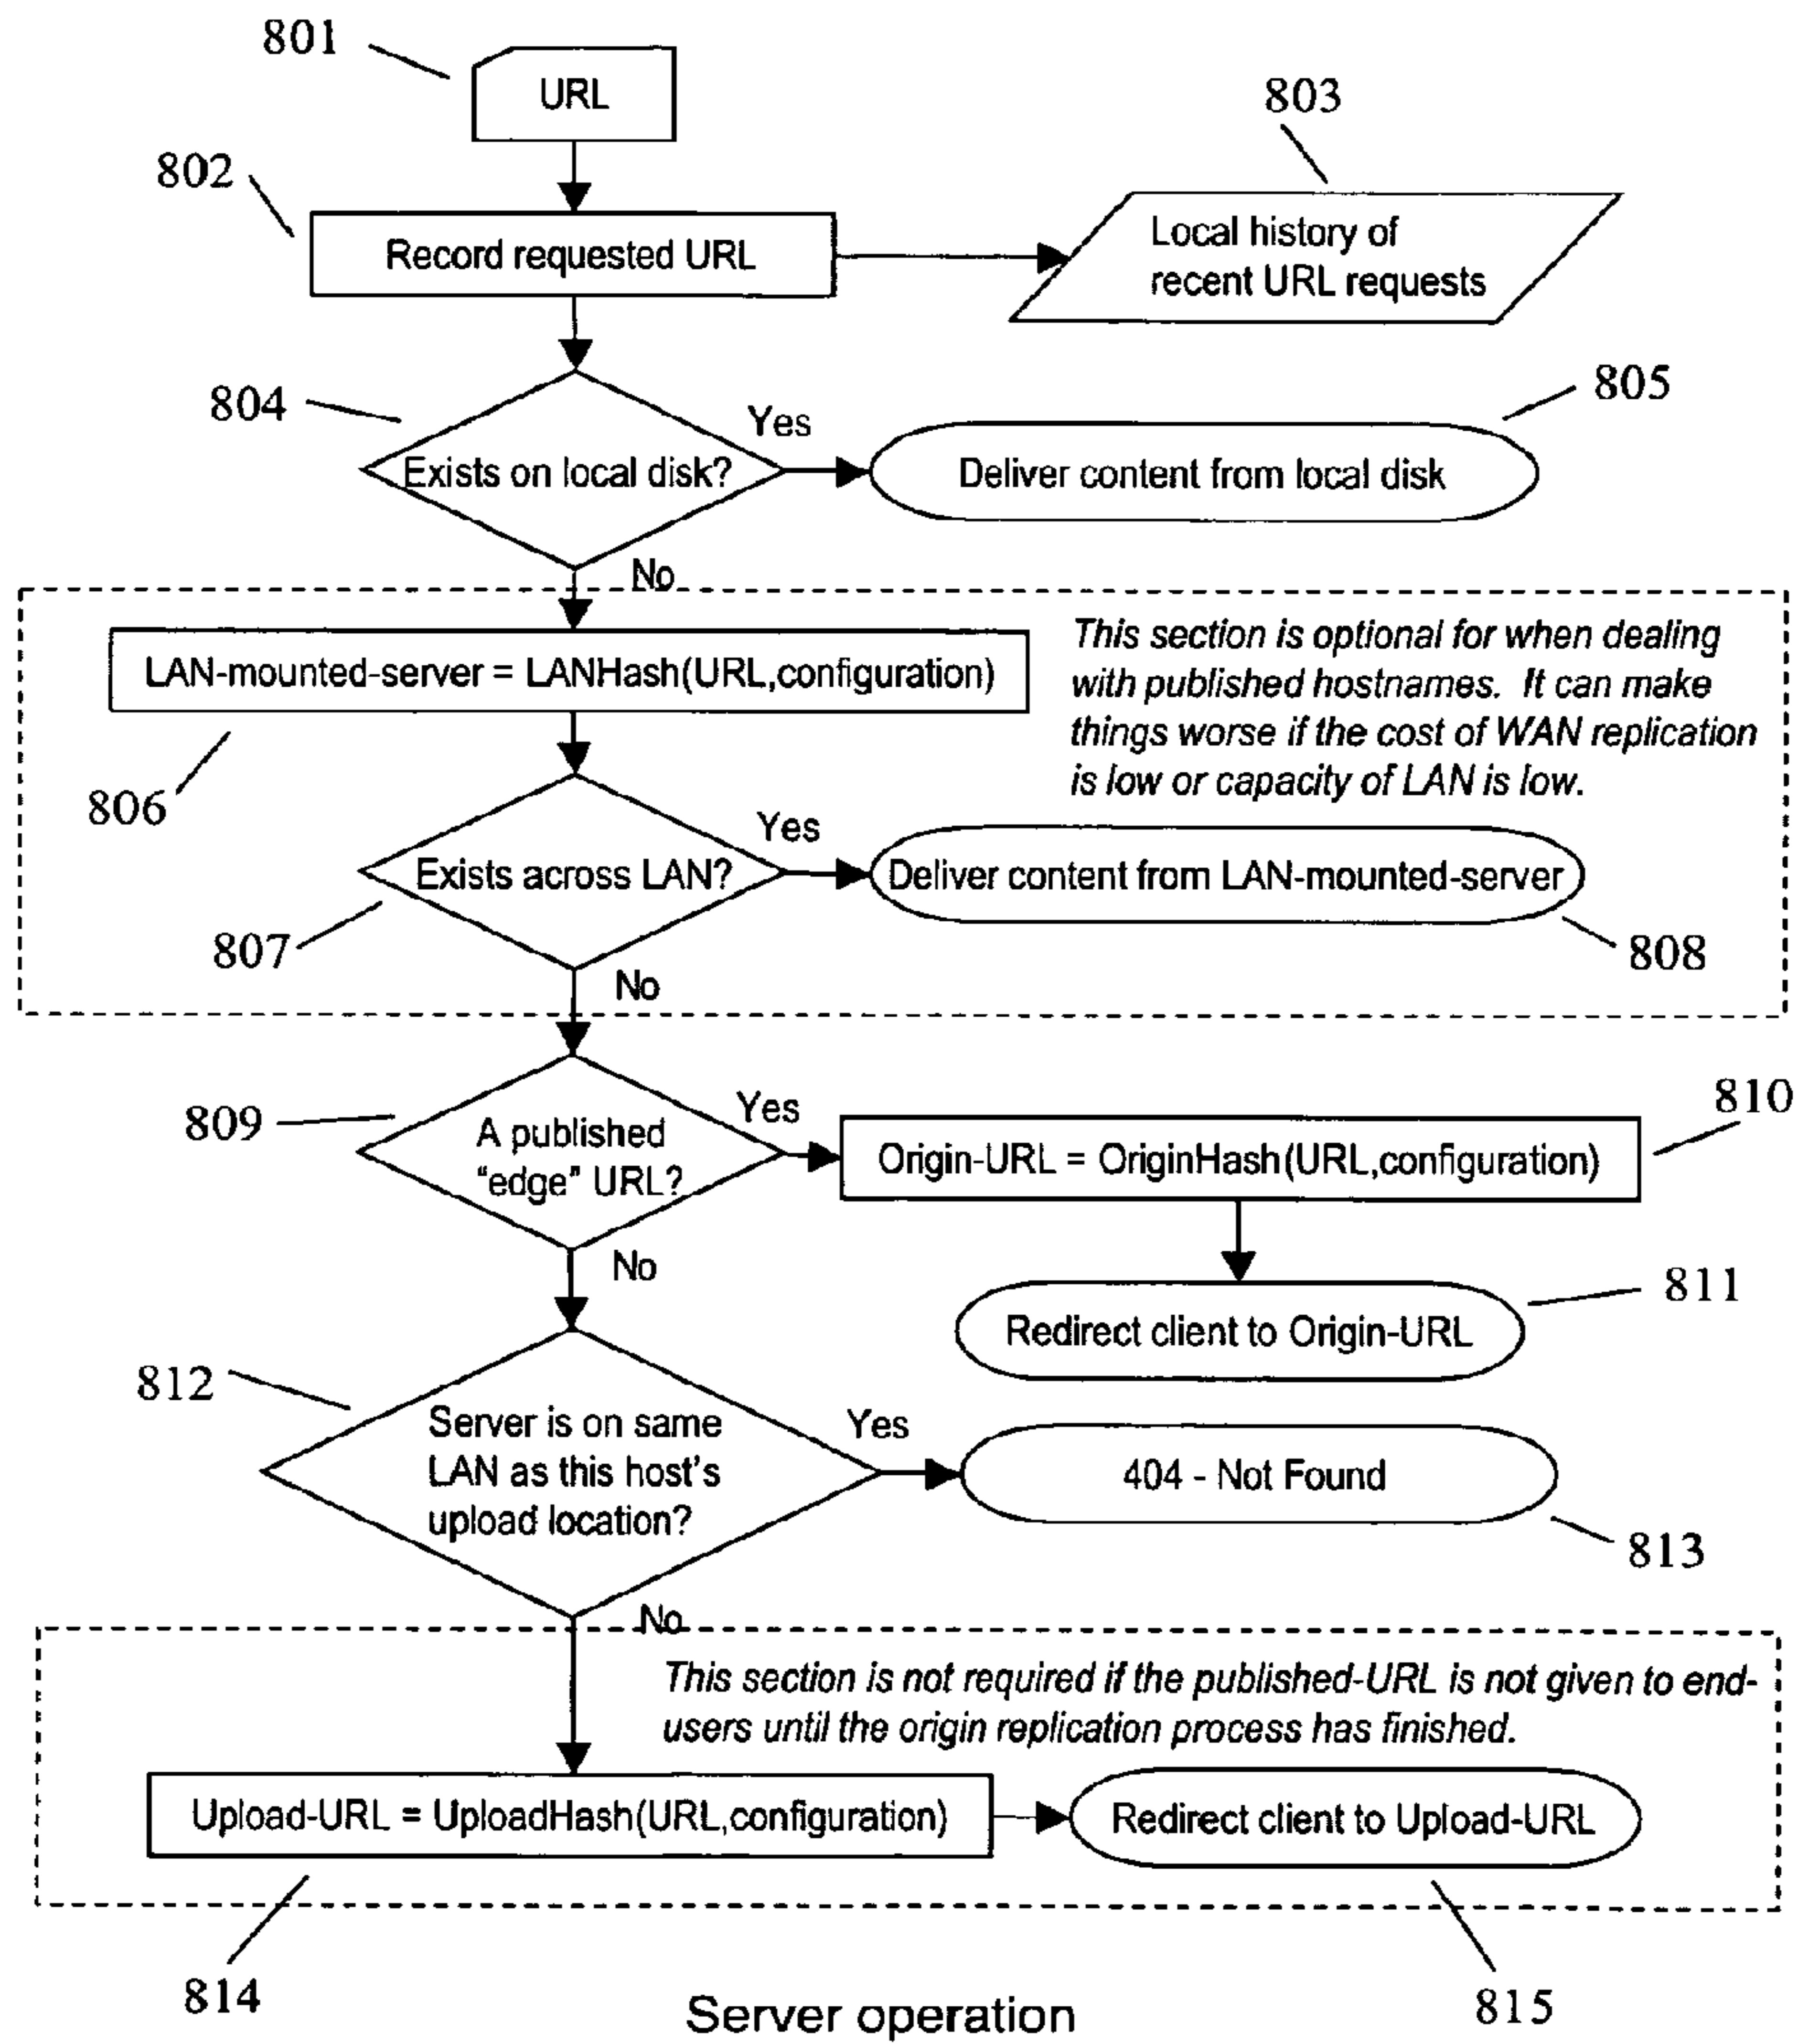 801
URL
803
802
Record requested URL
Local history of
recent URL requests
804
Yes
805
Exists on local disk?
Deliver content from local disk
No
LAN-mounted-server = LANHash(URL,configuration)
This section is optional for when dealing
with published hostnames. It can make
things worse if the cost of WAN replication
is low or capacity of LAN is low.
806
Yes
Exists across LAN?
Deliver content from LAN-mounted-server
807
808
No
809
Yes
810
A published
“edge” URL?
Origin-URL = OriginHash(URL,configuration)
No
811
Redirect client to Origin-URL
812
Server is on same
LAN as this host's
upload location?
Yes
404 - Not Found
813
No
This section is not required if the published-URL is not given to end-
users until the origin replication process has finished.
Upload-URL = UploadHash(URL,configuration)
Redirect client to Upload-URL
814
815
Server operation